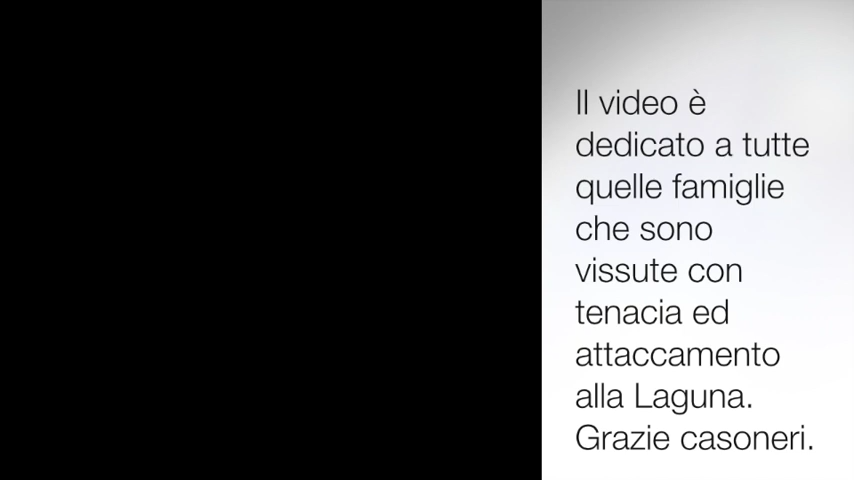 Il video è
dedicato a tutte
quelle famiglie
che sono
vissute con
tenacia ed
attaccamento
alla Laguna.
Grazie casoneri.